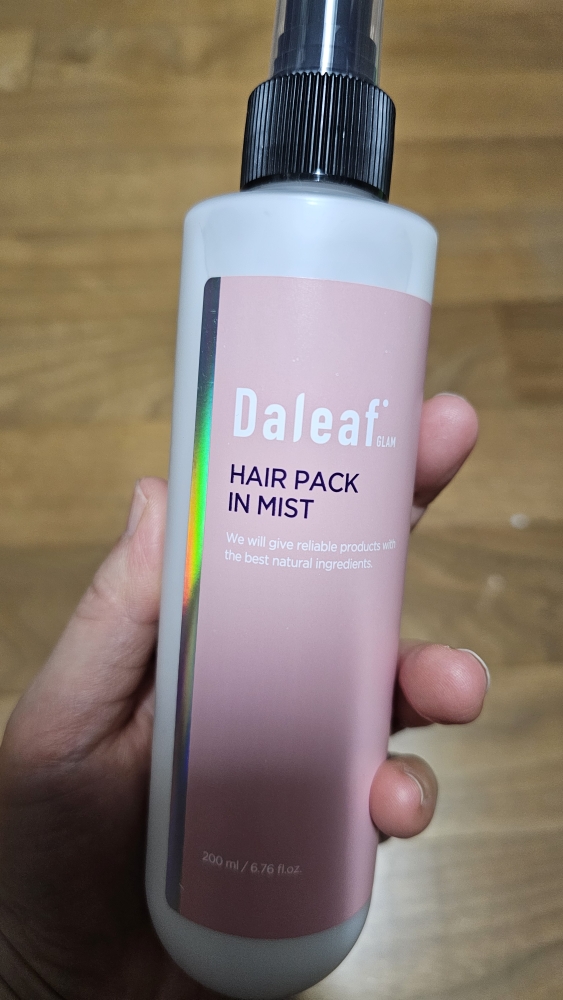 Daleaf
GLAM
HAIR PACK
IN MIST
We will give reliable products with
the best natural ingredients.
200 ml / 6.76 fl.oz